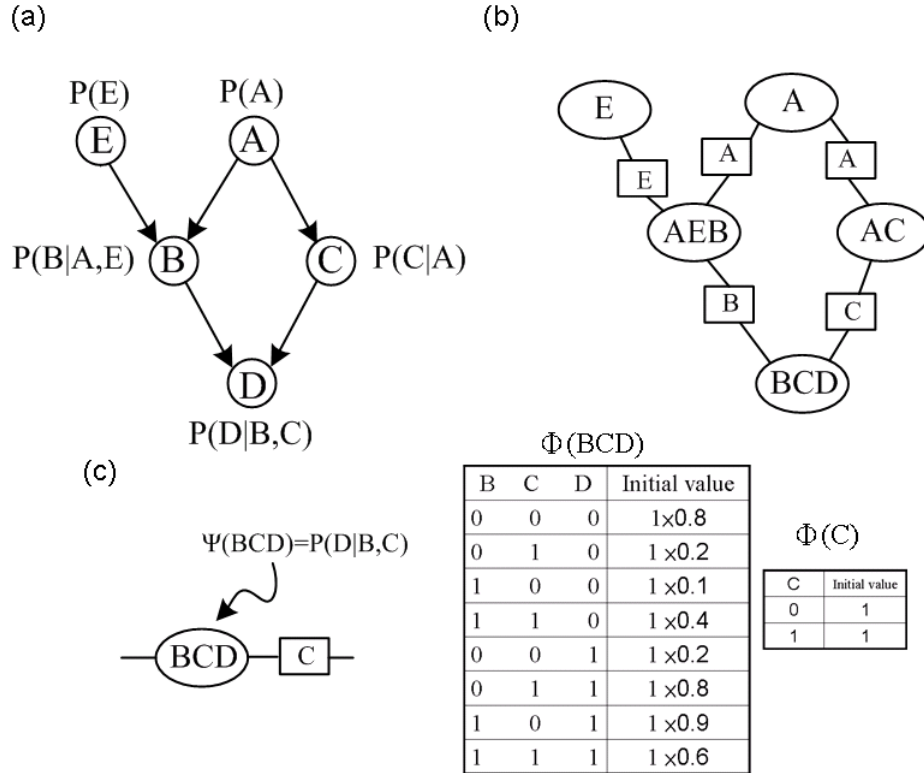 (a)
(b)
P(E)
P(A)
E
A
P(B|A,E)
B
C
P(C|A)
D
P(D|B,C)
E
A
E
A
A
AEB
AC
B
C
BCD
(c)
Ψ(BCD)=P(D|B,C)
BCD
C
Φ(BCD)
B C D Initial value
0 0 0 1×0.8
0 1 0 1×0.2
1 0 0 1×0.1
1 1 0 1×0.4
0 0 1 1×0.2
0 1 1 1×0.8
1 0 1 1×0.9
1 1 1 1×0.6
Φ(C)
C Initial value
0 1
1 1